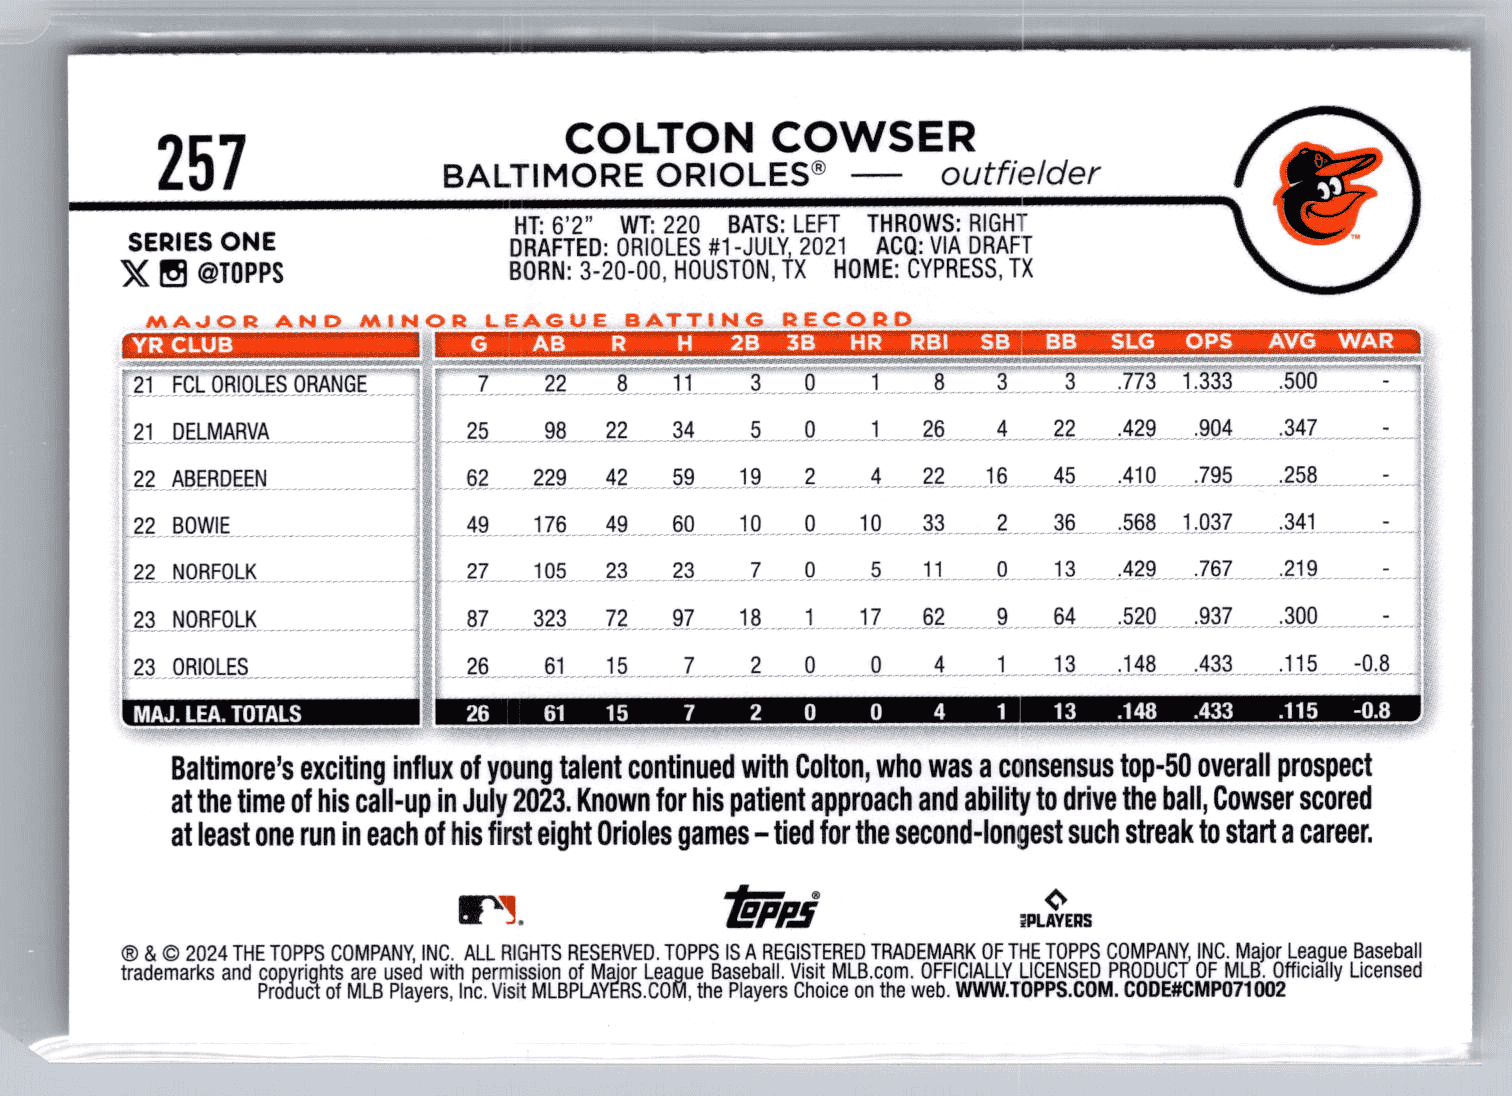 257
COLTON COWSER
BALTIMORE ORIOLES® — outfielder
SERIES ONE
@TOPPS
HT: 6'2" WT: 220 BATS: LEFT THROWS: RIGHT
DRAFTED: ORIOLES #1-JULY, 2021 ACQ: VIA DRAFT
BORN: 3-20-00, HOUSTON, TX HOME: CYPRESS, TX
TM
MAJOR AND MINOR LEAGUE BATTING RECORD
YR CLUB G AB R H 2B 3B HR RBI SB BB SLG OPS AVG WAR
21 FCL ORIOLES ORANGE 7 22 8 11 3 0 1 8 3 3 .773 1.333 .500 -
21 DELMARVA 25 98 22 34 5 0 1 26 4 22 .429 .904 .347 -
22 ABERDEEN 62 229 42 59 19 2 4 22 16 45 .410 .795 .258 -
22 BOWIE 49 176 49 60 10 0 10 33 2 36 .568 1.037 .341 -
22 NORFOLK 27 105 23 23 7 0 5 11 0 13 .429 .767 .219 -
23 NORFOLK 87 323 72 97 18 1 17 62 9 64 .520 .937 .300 -
23 ORIOLES 26 61 15 7 2 0 0 4 1 13 .148 .433 .115 -0.8
MAJ. LEA. TOTALS 26 61 15 7 2 0 0 4 1 13 .148 .433 .115 -0.8
Baltimore's exciting influx of young talent continued with Colton, who was a consensus top-50 overall prospect
at the time of his call-up in July 2023. Known for his patient approach and ability to drive the ball, Cowser scored
at least one run in each of his first eight Orioles games – tied for the second-longest such streak to start a career.
Topps®
MLB PLAYERS
® & © 2024 THE TOPPS COMPANY, INC. ALL RIGHTS RESERVED. TOPPS IS A REGISTERED TRADEMARK OF THE TOPPS COMPANY, INC. Major League Baseball
trademarks and copyrights are used with permission of Major League Baseball. Visit MLB.com. OFFICIALLY LICENSED PRODUCT OF MLB. Officially Licensed
Product of MLB Players, Inc. Visit MLBPLAYERS.COM, the Players Choice on the web. WWW.TOPPS.COM. CODE#CMP071002